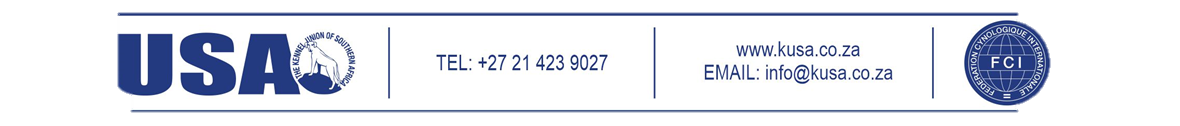 USA
THE KENNEL UNION OF SOUTHERN AFRICA
TEL: +27 21 423 9027
www.kusa.co.za
EMAIL: info@kusa.co.za
FEDERATION CYNOLOGIQUE INTERNATIONALE
FCI